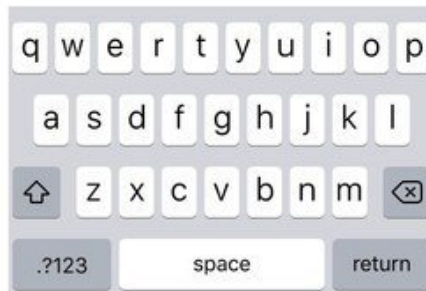 q w e r t y u i o p
a s d f g h j k l
z x c v b n m
.?123 space return